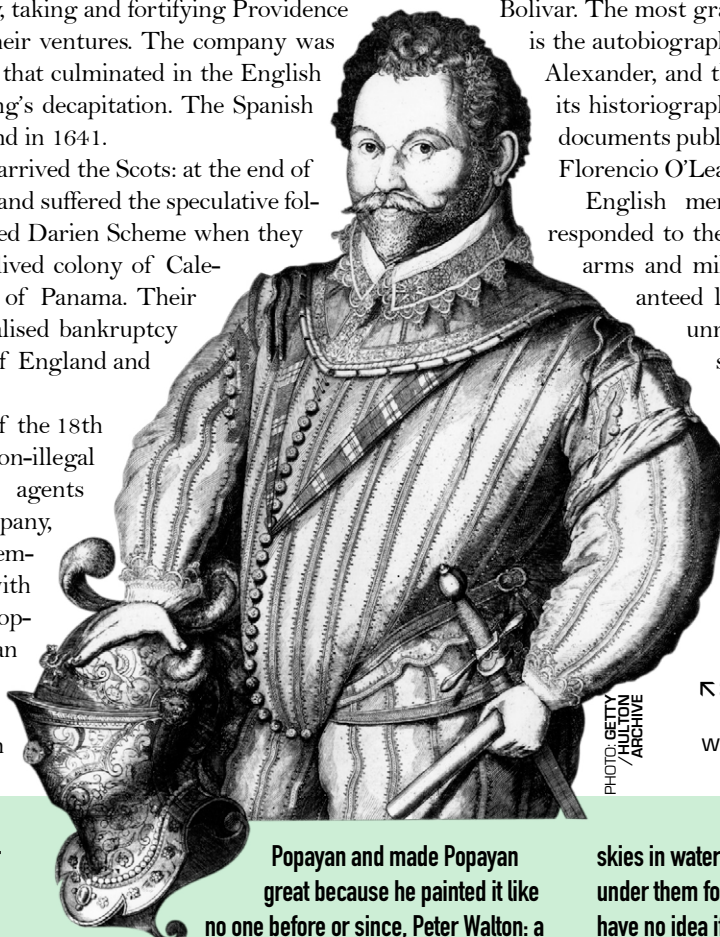 , taking and fortifying Providence
heir ventures. The company was
that culminated in the English
ng’s decapitation. The Spanish
nd in 1641.
arrived the Scots: at the end of
and suffered the speculative fol-
ed Darien Scheme when they
lived colony of Cale-
of Panama. Their
alised bankruptcy
f England and
f the 18th
on-illegal
agents
pany,
em-
vith
op-
an
n
Bolivar. The most gra
is the autobiograph
Alexander, and t
its historiograph
documents publ
Florencio O’Lea
English mer
responded to the
arms and mil
anteed l
unr
s
PHOTO: GETTY
/HULTON
ARCHIVE
w
Popayan and made Popayan
great because he painted it like
no one before or since, Peter Walton: a
skies in water
under them fo
have no idea i